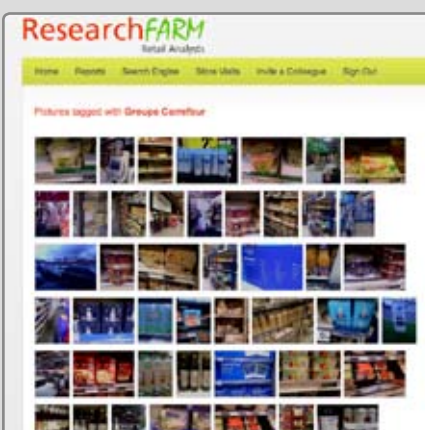 ResearchFARM
Retail Analysts
Home Reports Search Engine Store Visits Invite a Colleague Sign Out
Pictures tagged with Groupe Carrefour